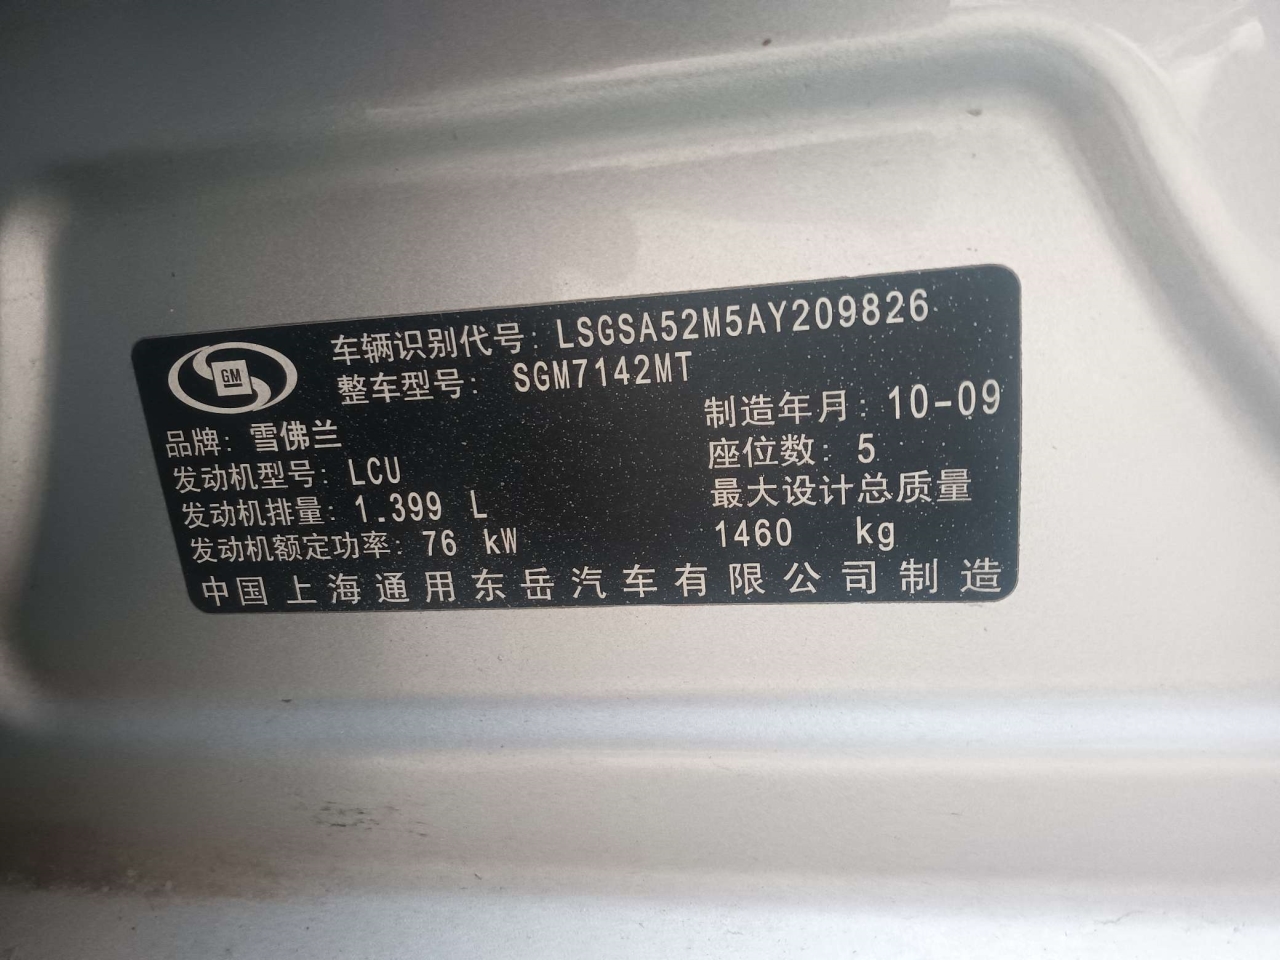 GM
车辆识别代号: LSGSA52M5AY209826
整车型号: SGM7142MT
制造年月: 10-09
品牌: 雪佛兰
座位数: 5
发动机型号: LCU
最大设计总质量
发动机排量: 1.399 L
1460 kg
发动机额定功率: 76 kW
中国上海通用东岳汽车有限公司制造